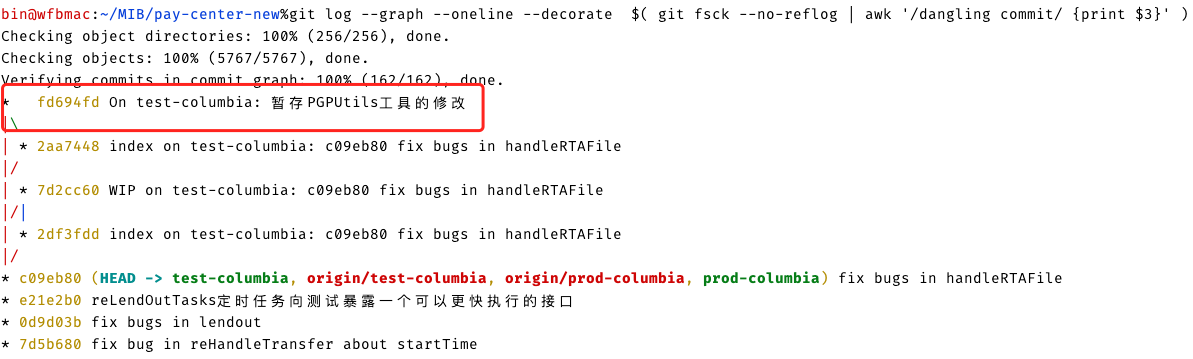 bin@wfbmac:~/MIB/pay-center-new%git log --graph --oneline --decorate  $( git fsck --no-reflog | awk '/dangling commit/ {print $3}' )
Checking object directories: 100% (256/256), done.
Checking objects: 100% (5767/5767), done.
Verifying commits in commit graph: 100% (162/162), done.
*   fd694fd On test-columbia: 暂存PGPUtils工具的修改
|\
| * 2aa7448 index on test-columbia: c09eb80 fix bugs in handleRTAFile
|/
| * 7d2cc60 WIP on test-columbia: c09eb80 fix bugs in handleRTAFile
|/|
| * 2df3fdd index on test-columbia: c09eb80 fix bugs in handleRTAFile
|/
* c09eb80 (HEAD -> test-columbia, origin/test-columbia, origin/prod-columbia, prod-columbia) fix bugs in handleRTAFile
* e21e2b0 reLendOutTasks定时任务向测试暴露一个可以更快执行的接口
* 0d9d03b fix bugs in lendout
* 7d5b680 fix bug in reHandleTransfer about startTime